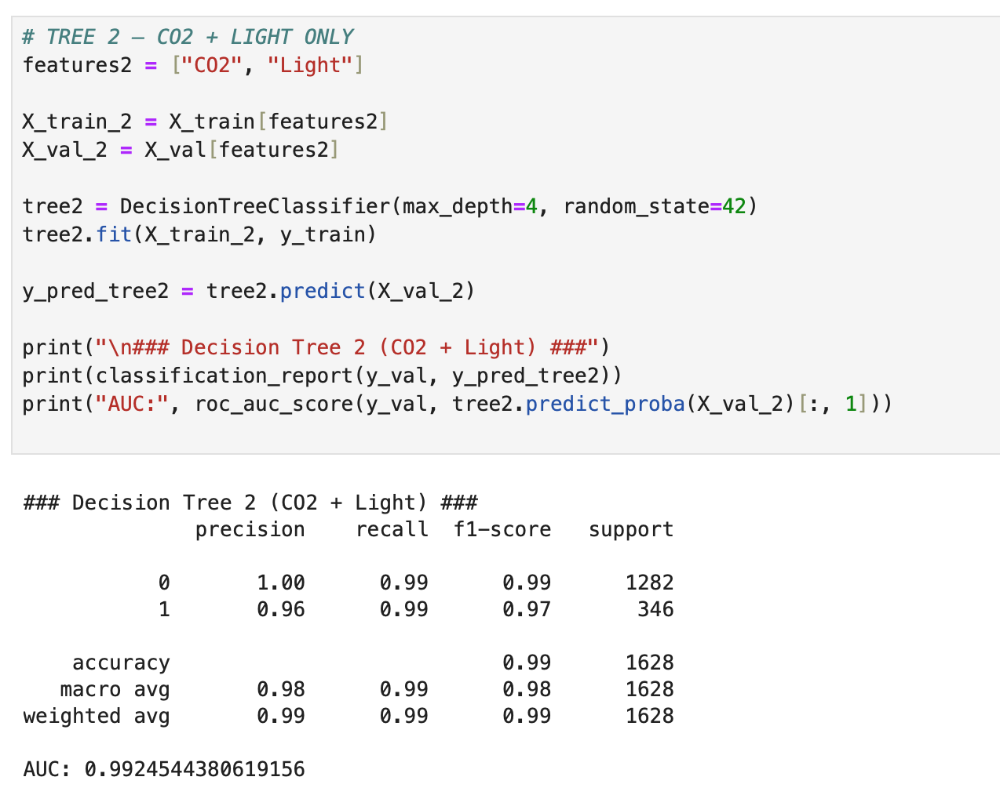 # TREE 2 — CO2 + LIGHT ONLY
features2 = ["CO2", "Light"]
X_train_2 = X_train[features2]
X_val_2 = X_val[features2]
tree2 = DecisionTreeClassifier(max_depth=4, random_state=42)
tree2.fit(X_train_2, y_train)
y_pred_tree2 = tree2.predict(X_val_2)
print("\n### Decision Tree 2 (CO2 + Light) ###")
print(classification_report(y_val, y_pred_tree2))
print("AUC:", roc_auc_score(y_val, tree2.predict_proba(X_val_2)[:, 1]))
### Decision Tree 2 (CO2 + Light) ###
precision recall f1-score support
0 1.00 0.99 0.99 1282
1 0.96 0.99 0.97 346
accuracy 0.99 1628
macro avg 0.98 0.99 0.98 1628
weighted avg 0.99 0.99 0.99 1628
AUC: 0.9924544380619156